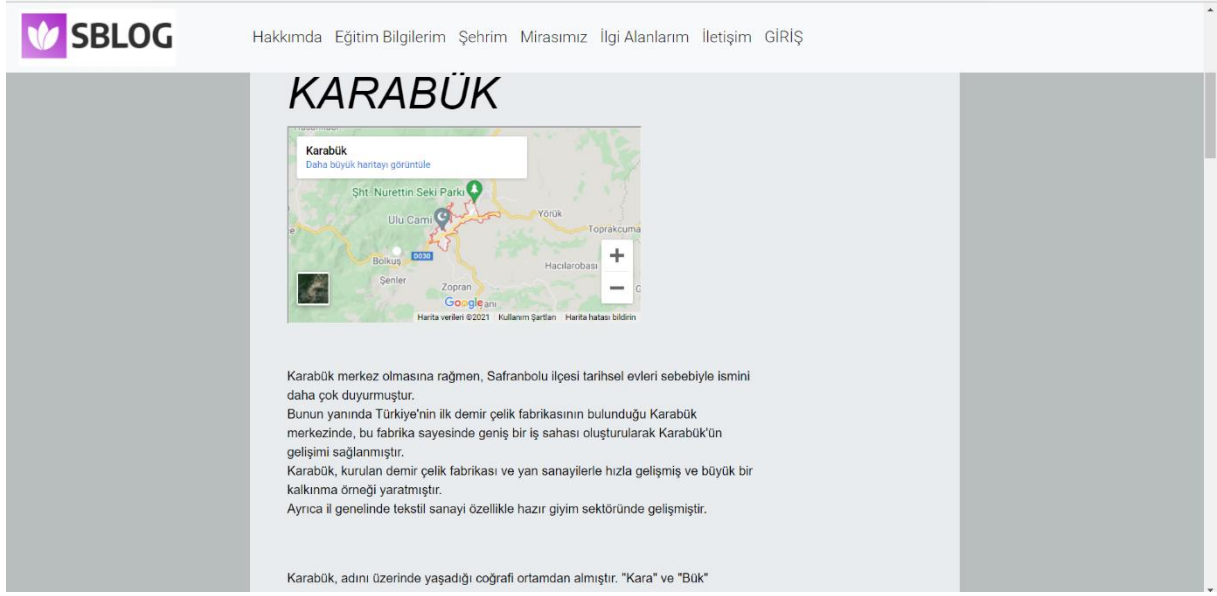 SBLOG
Hakkımda Eğitim Bilgilerim Şehrim Mirasımız İlgi Alanlarım İletişim GİRİŞ
KARABÜK
Karabük
Daha büyük haritayı görüntüle
Şht. Nurettin Seki Parkı
Ulu Cami
Yörük
Toprakcuma
Bolkuş
D030
Hacılarobası
Şenler
Zopran
Google
Harita verileri ©2021 Kullanım Şartları Harita hatası bildirin
Karabük merkez olmasına rağmen, Safranbolu ilçesi tarihsel evleri sebebiyle ismini
daha çok duyurmuştur.
Bunun yanında Türkiye'nin ilk demir çelik fabrikasının bulunduğu Karabük
merkezinde, bu fabrika sayesinde geniş bir iş sahası oluşturularak Karabük'ün
gelişimi sağlanmıştır.
Karabük, kurulan demir çelik fabrikası ve yan sanayilerle hızla gelişmiş ve büyük bir
kalkınma örneği yaratmıştır.
Ayrıca il genelinde tekstil sanayi özellikle hazır giyim sektöründe gelişmiştir.
Karabük, adını üzerinde yaşadığı coğrafi ortamdan almıştır. "Kara" ve "Bük"